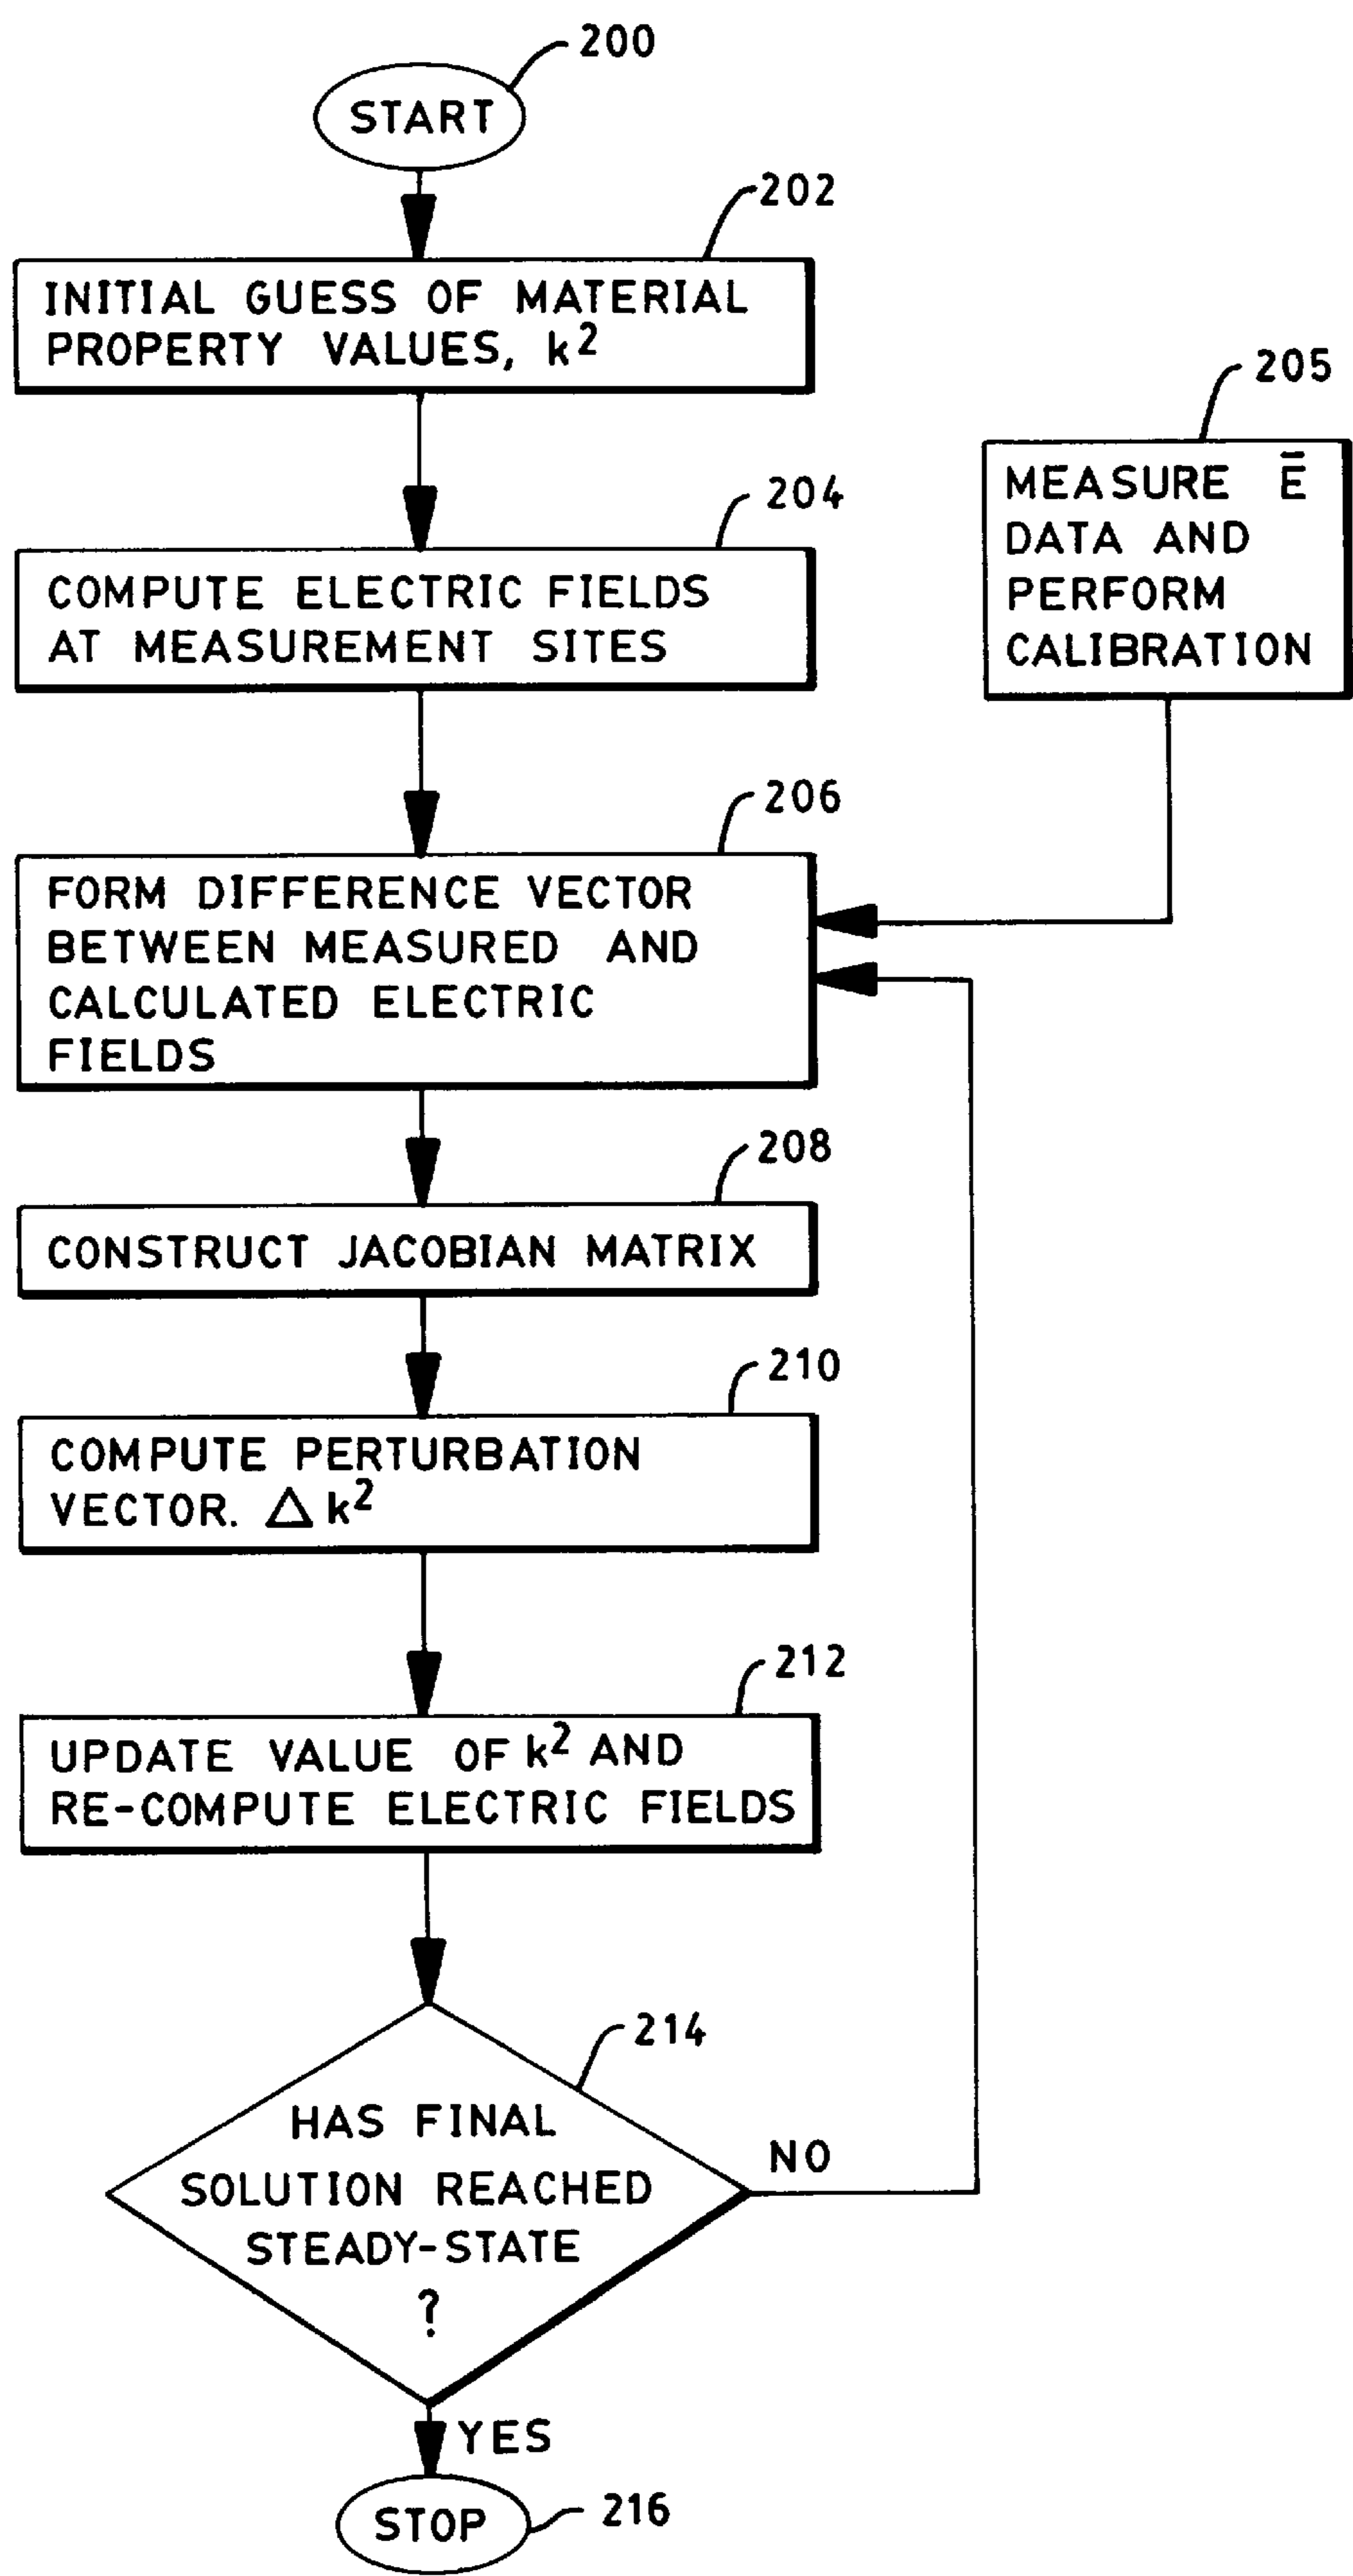 200
START
202
INITIAL GUESS OF MATERIAL
PROPERTY VALUES, k²
205
MEASURE Ē
DATA AND
PERFORM
CALIBRATION
204
COMPUTE ELECTRIC FIELDS
AT MEASUREMENT SITES
206
FORM DIFFERENCE VECTOR
BETWEEN MEASURED AND
CALCULATED ELECTRIC
FIELDS
208
CONSTRUCT JACOBIAN MATRIX
210
COMPUTE PERTURBATION
VECTOR. △ k²
212
UPDATE VALUE OF k² AND
RE-COMPUTE ELECTRIC FIELDS
214
HAS FINAL
SOLUTION REACHED
STEADY-STATE
?
NO
YES
STOP
216